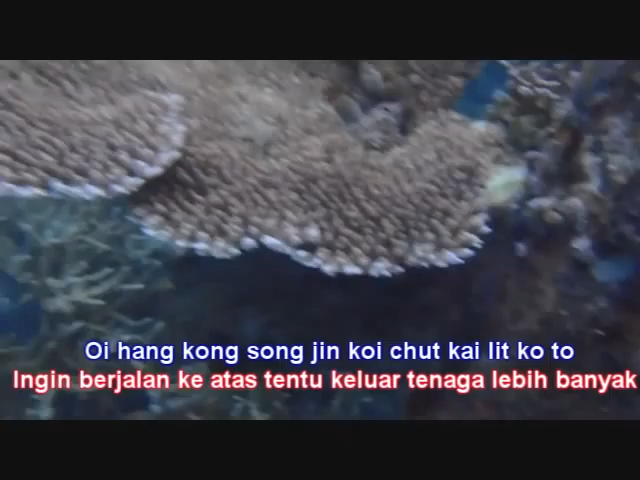 Oi hang kong song jin koi chut kai lit ko to
Ingin berjalan ke atas tentu keluar tenaga lebih banyak